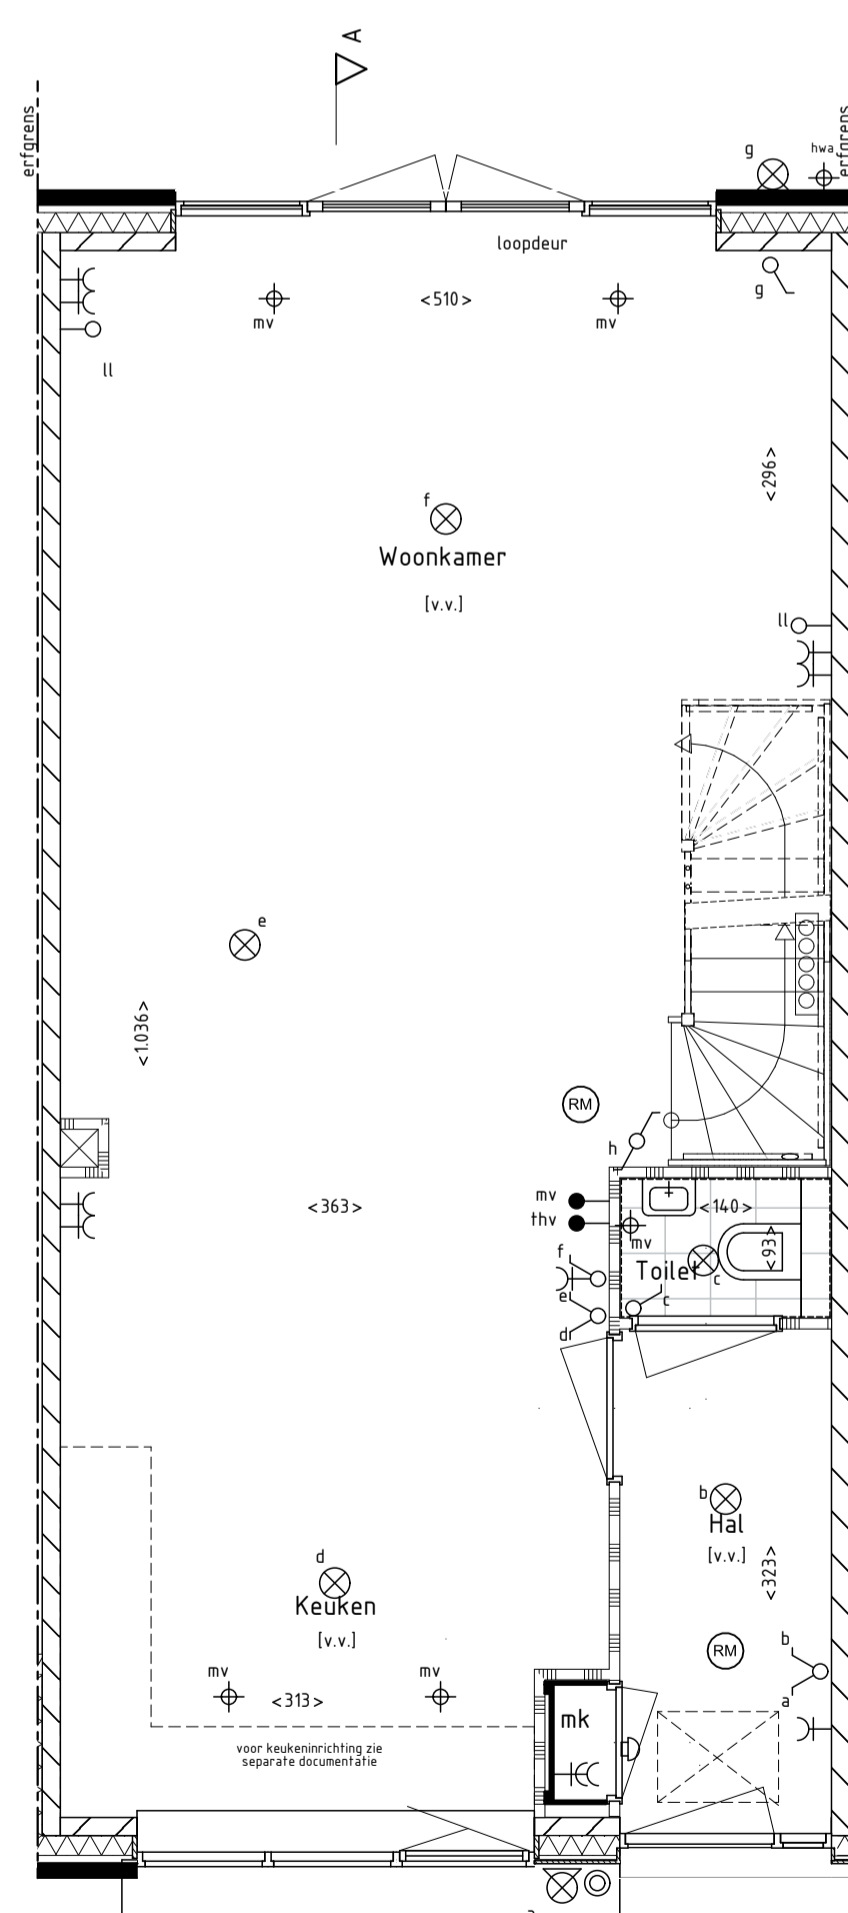 A
erfgrens
g
hwa
erfgrens
loopdeur
g
mv
<510>
mv
ll
<296>
f
Woonkamer
[v.v.]
ll
e
<1.036>
RM
h
mv
thv
<363>
<140>
mv
<93>
f
Toilet
c
e
c
d
b
Hal
[v.v.]
d
<323>
Keuken
[v.v.]
RM
b
mv
mv
<313>
a
mk
voor keukeninrichting zie
separate documentatie